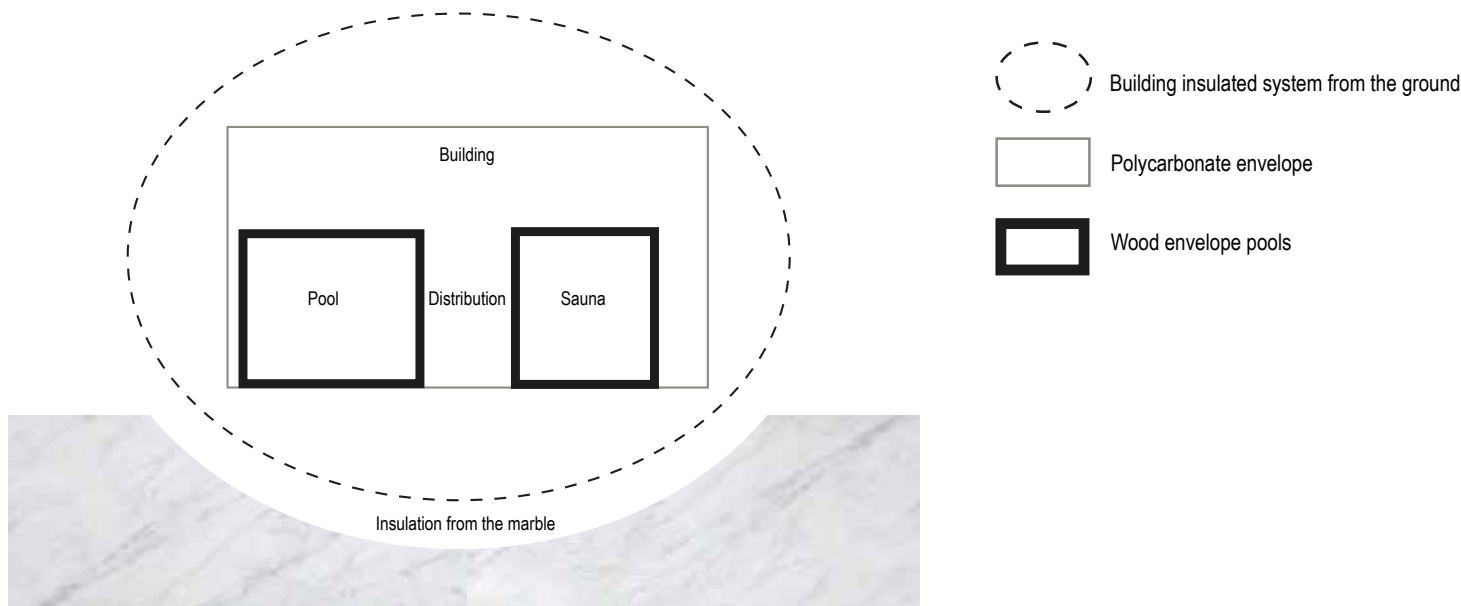 Building
Pool
Distribution
Sauna
Insulation from the marble
Building insulated system from the ground
Polycarbonate envelope
Wood envelope pools